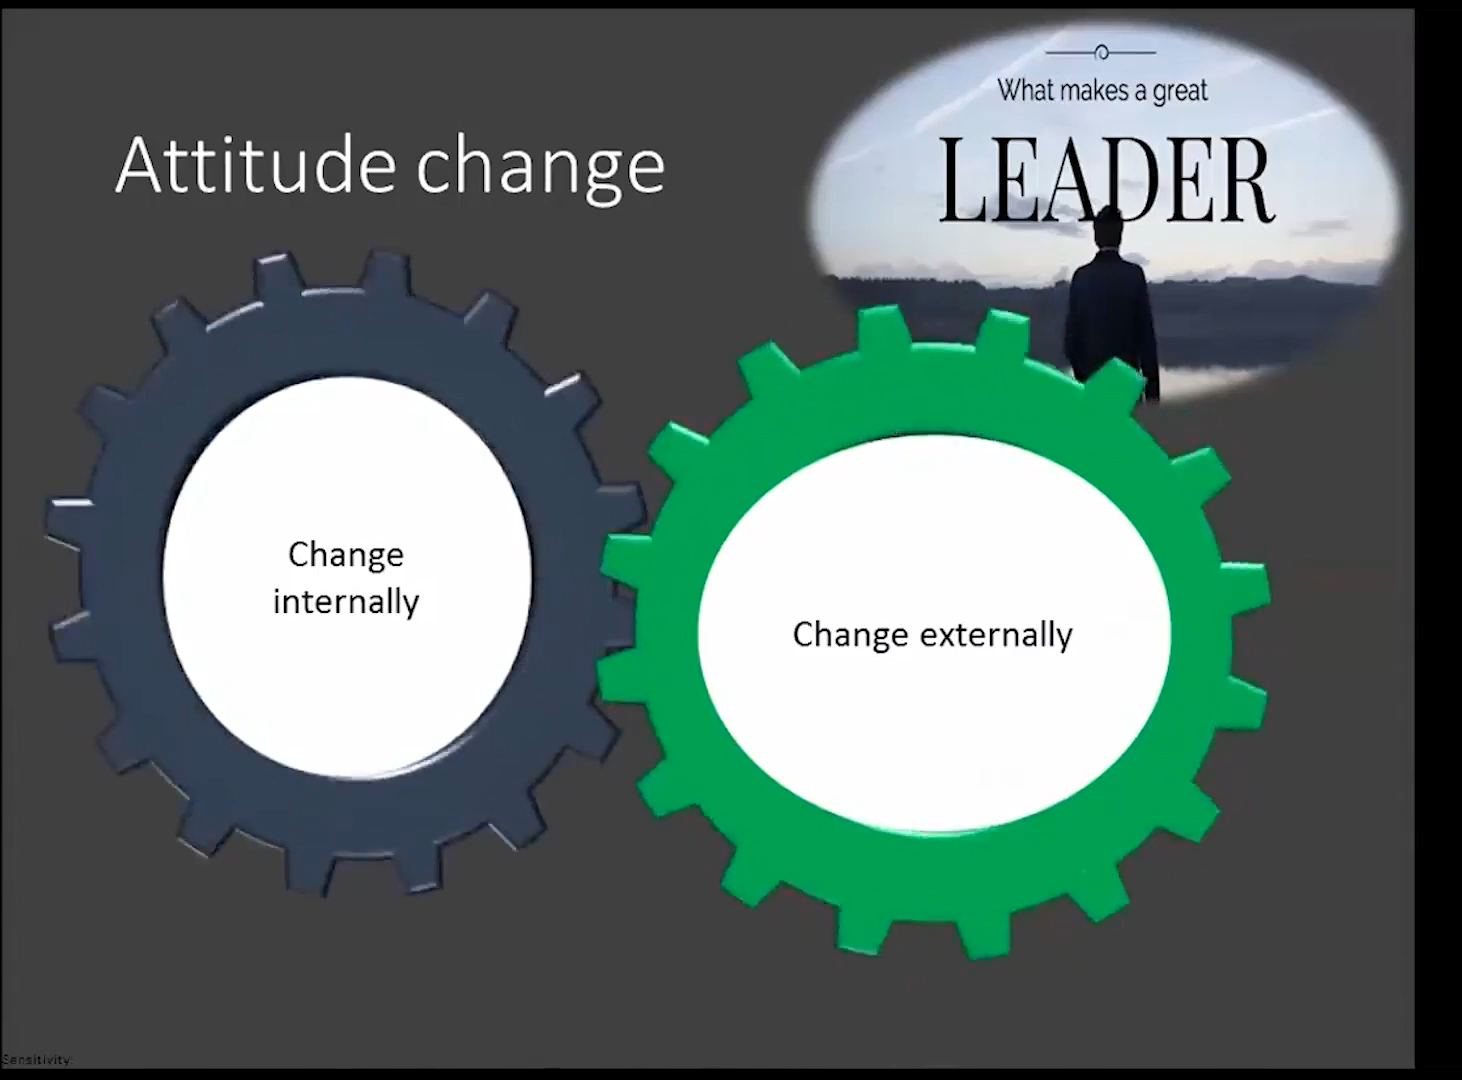 What makes a great
LEADER
Attitude change
Change
internally
Change externally
Sensitivity: